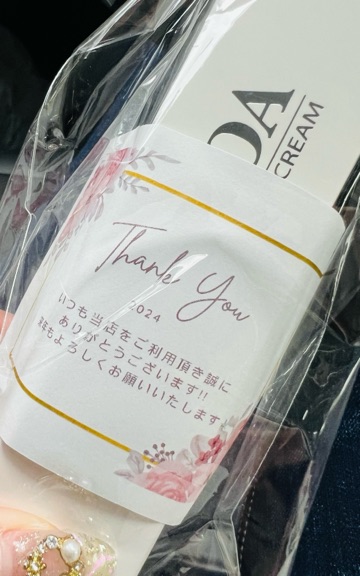 DA
CREAM
Thank You
2024
いつも当店をご利用頂き誠に
ありがとうございます!!
来年もよろしくお願いいたします